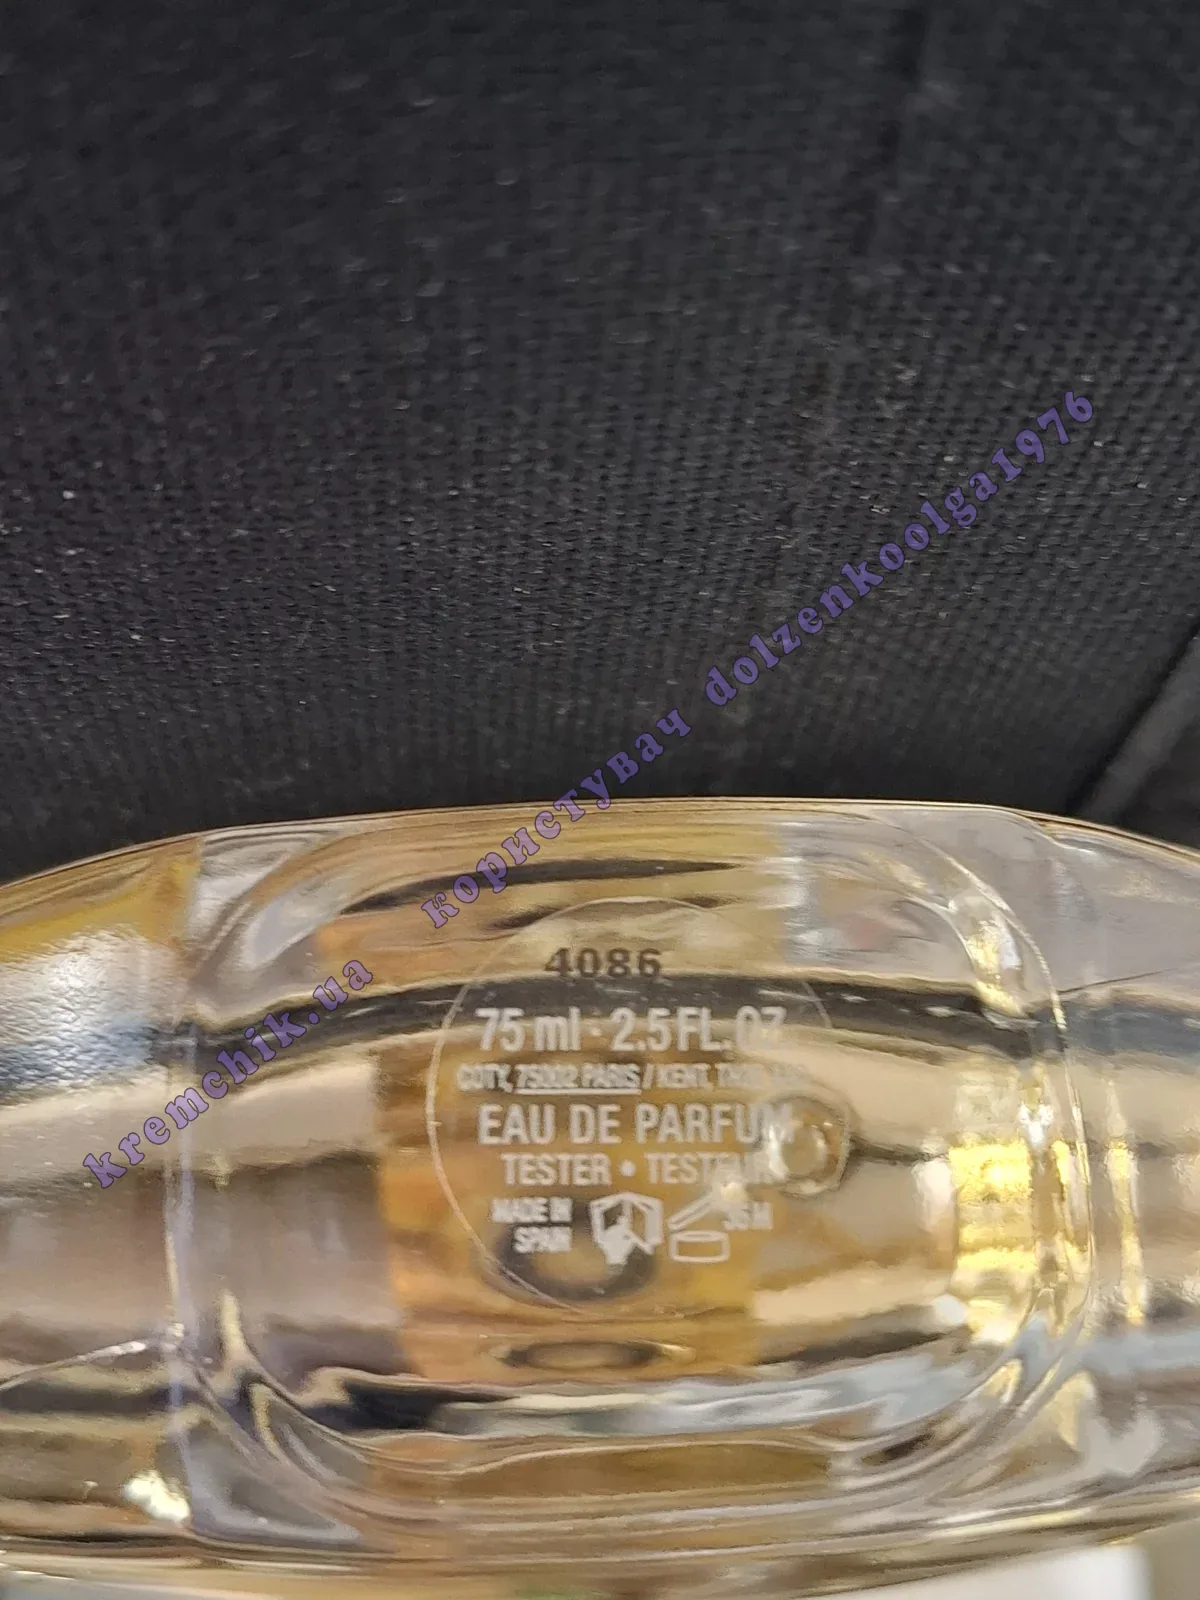 4086
75 ml · 2.5 FL.OZ
COTY, 75002 PARIS / KENT,
EAU DE PARFUM
TESTER • TESTEUR
MADE IN
SPAIN
36 M
kremchik.ua користувач dolzenkoolga1976